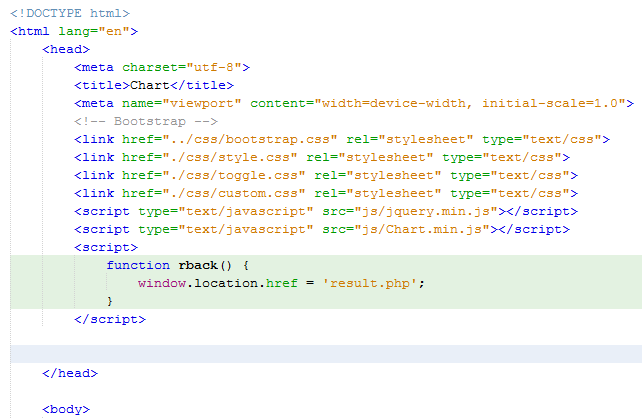 <!DOCTYPE html>
<html lang="en">
<head>
<meta charset="utf-8">
<title>Chart</title>
<meta name="viewport" content="width=device-width, initial-scale=1.0">
<!-- Bootstrap -->
<link href="../css/bootstrap.css" rel="stylesheet" type="text/css">
<link href="./css/style.css" rel="stylesheet" type="text/css">
<link href="./css/toggle.css" rel="stylesheet" type="text/css">
<link href="./css/custom.css" rel="stylesheet" type="text/css">
<script type="text/javascript" src="js/jquery.min.js"></script>
<script type="text/javascript" src="js/Chart.min.js"></script>
<script>
function rback() {
window.location.href = 'result.php';
}
</script>
</head>
<body>